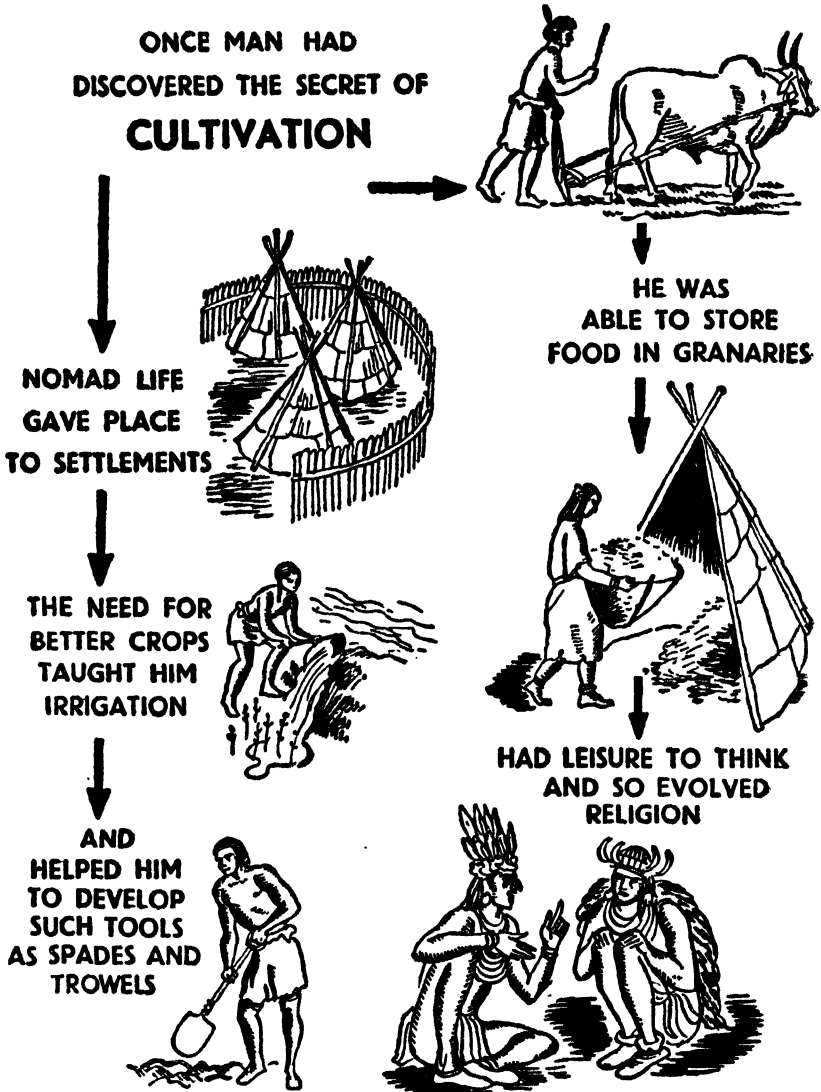 ONCE MAN HAD
DISCOVERED THE SECRET OF
CULTIVATION
NOMAD LIFE
GAVE PLACE
TO SETTLEMENTS
THE NEED FOR
BETTER CROPS
TAUGHT HIM
IRRIGATION
AND
HELPED HIM
TO DEVELOP
SUCH TOOLS
AS SPADES AND
TROWELS
HE WAS
ABLE TO STORE
FOOD IN GRANARIES
HAD LEISURE TO THINK
AND SO EVOLVED
RELIGION